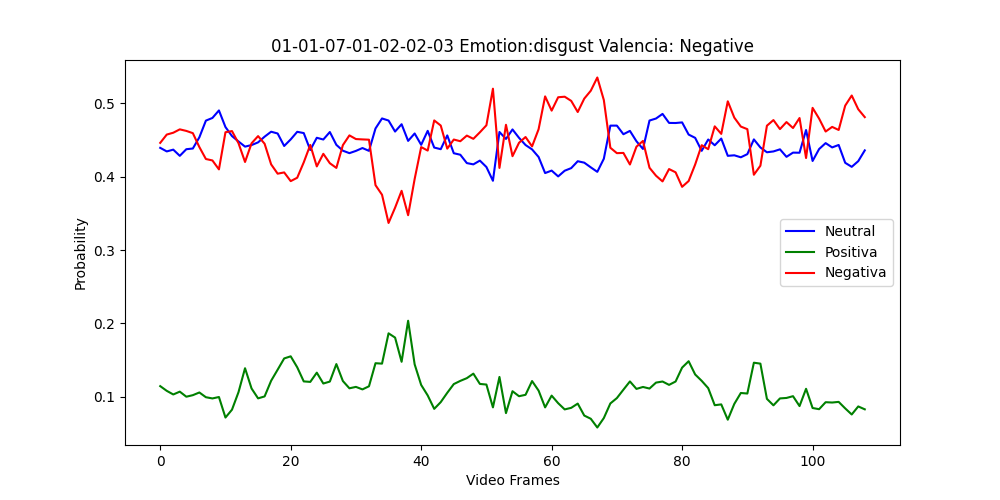 01-01-07-01-02-02-03 Emotion:disgust Valencia: Negative
Probability
0.5
0.4
0.3
0.2
0.1
Neutral
Positiva
Negativa
0 20 40 60 80 100
Video Frames